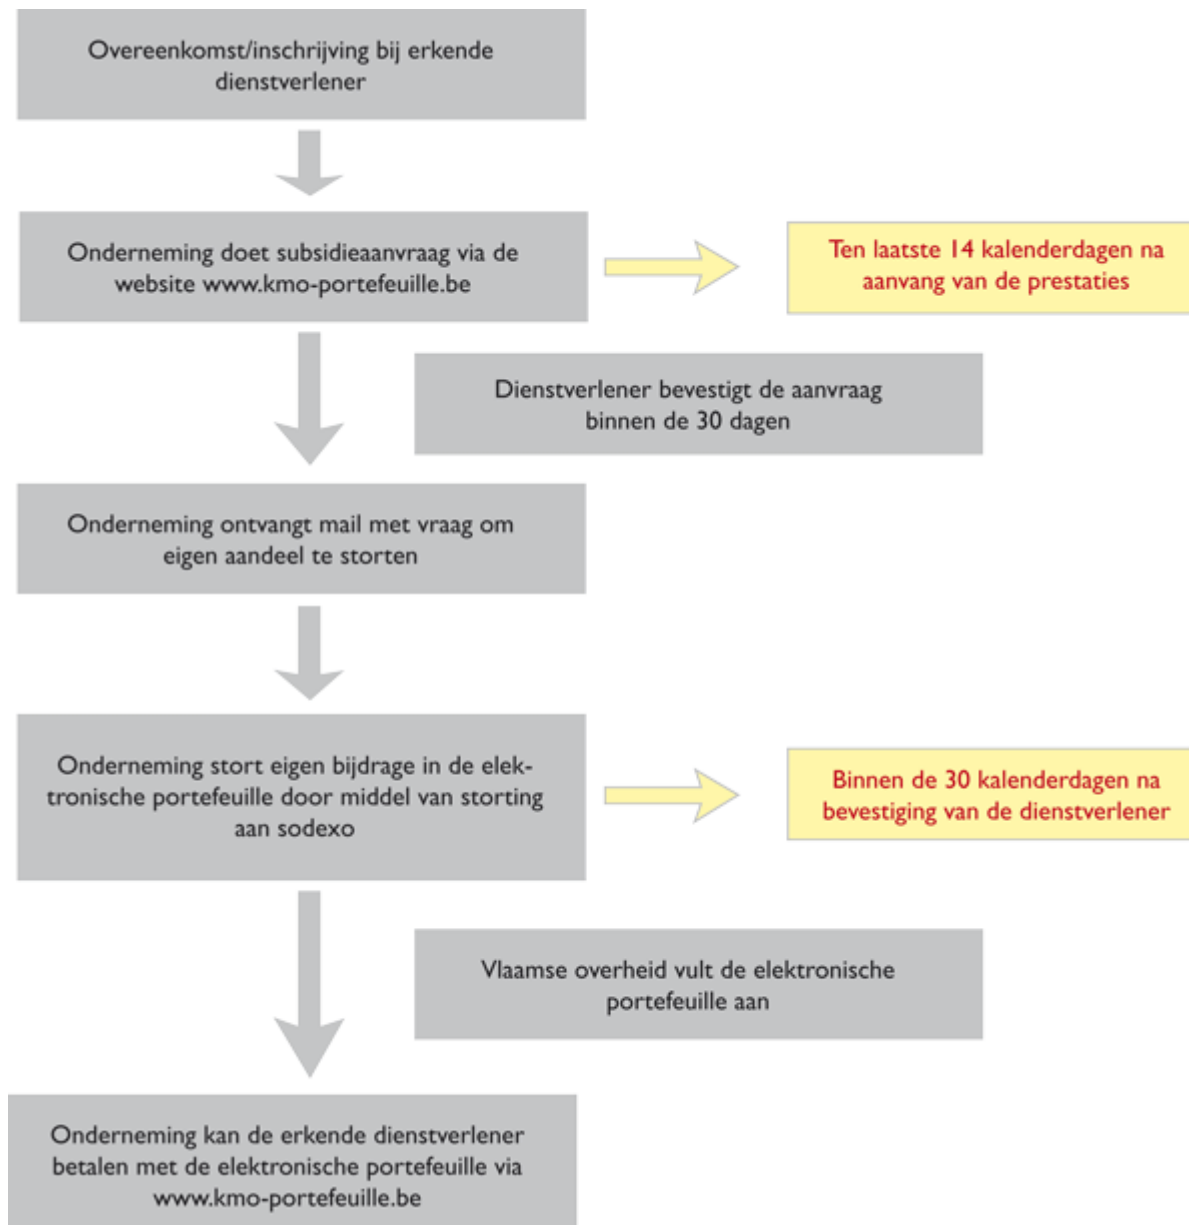 Overeenkomst/inschrijving bij erkende
dienstverlener
Onderneming doet subsidieaanvraag via de
website www.kmo-portefeuille.be
Ten laatste 14 kalenderdagen na
aanvang van de prestaties
Dienstverlener bevestigt de aanvraag
binnen de 30 dagen
Onderneming ontvangt mail met vraag om
eigen aandeel te storten
Onderneming stort eigen bijdrage in de elek-
tronische portefeuille door middel van storting
aan sodexo
Binnen de 30 kalenderdagen na
bevestiging van de dienstverlener
Vlaamse overheid vult de elektronische
portefeuille aan
Onderneming kan de erkende dienstverlener
betalen met de elektronische portefeuille via
www.kmo-portefeuille.be